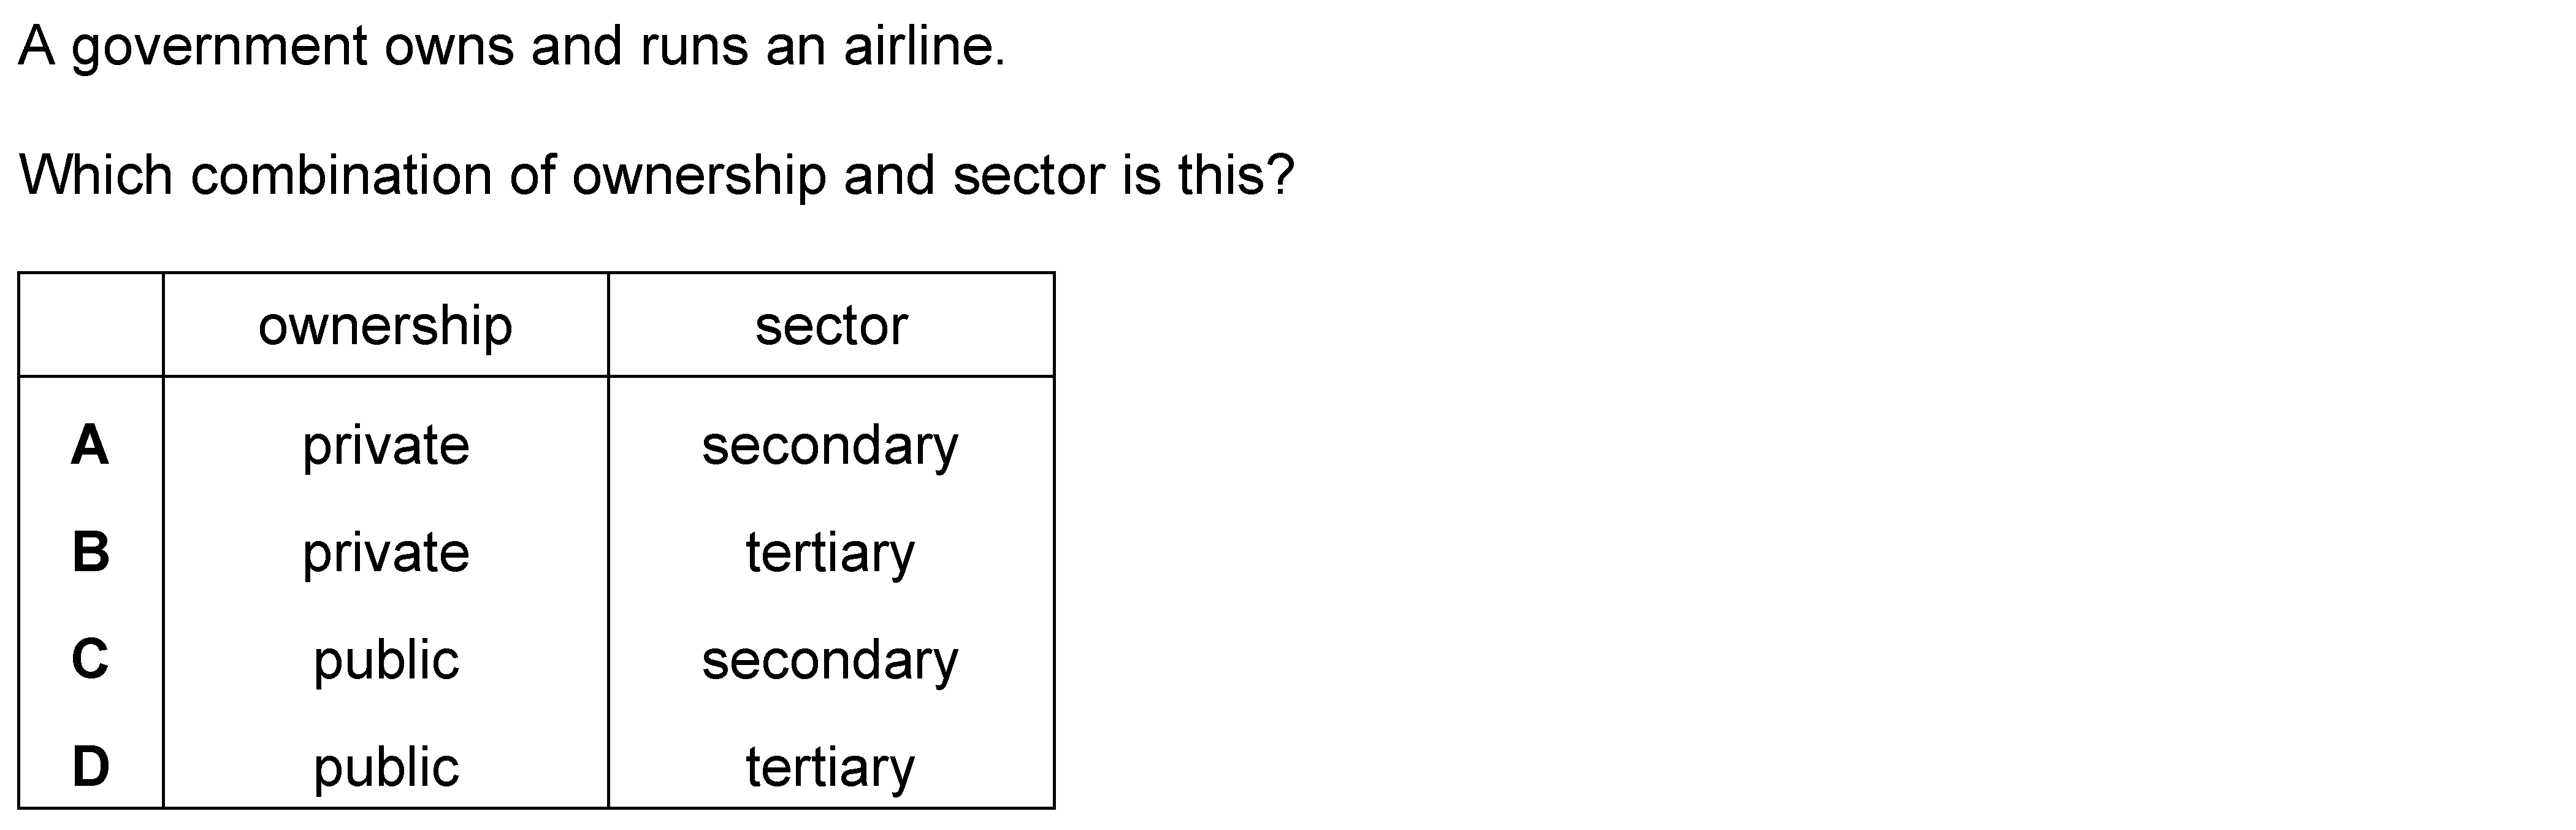 A government owns and runs an airline.
Which combination of ownership and sector is this?
ownership sector
A private secondary
B private tertiary
C public secondary
D public tertiary